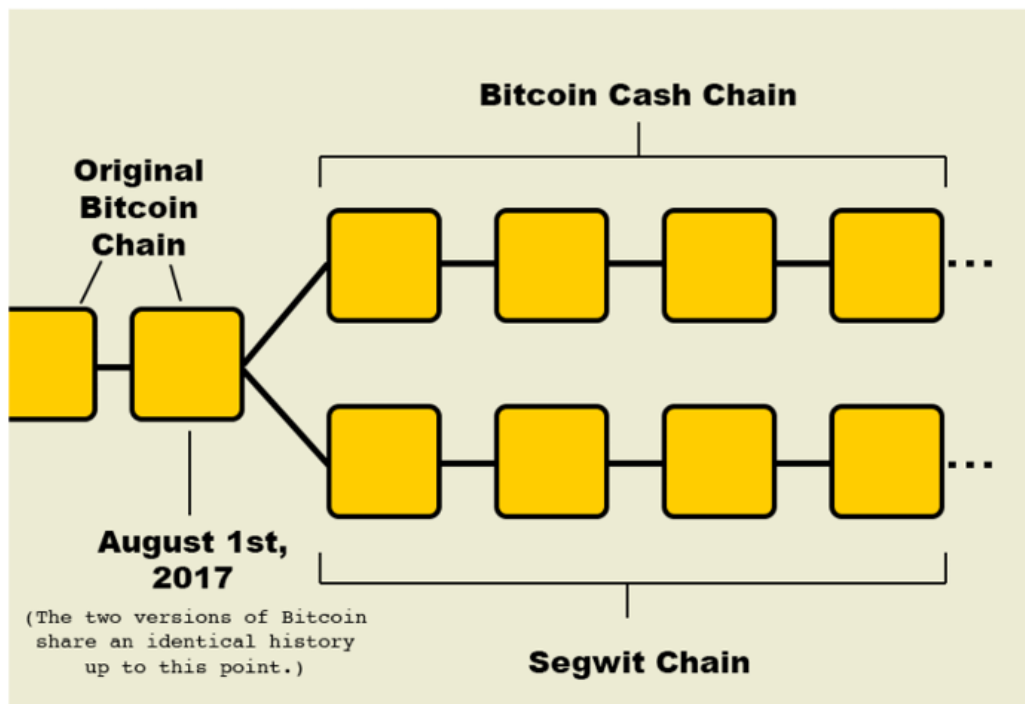 Bitcoin Cash Chain
Original
Bitcoin
Chain
August 1st,
2017
(The two versions of Bitcoin
share an identical history
up to this point.)
Segwit Chain